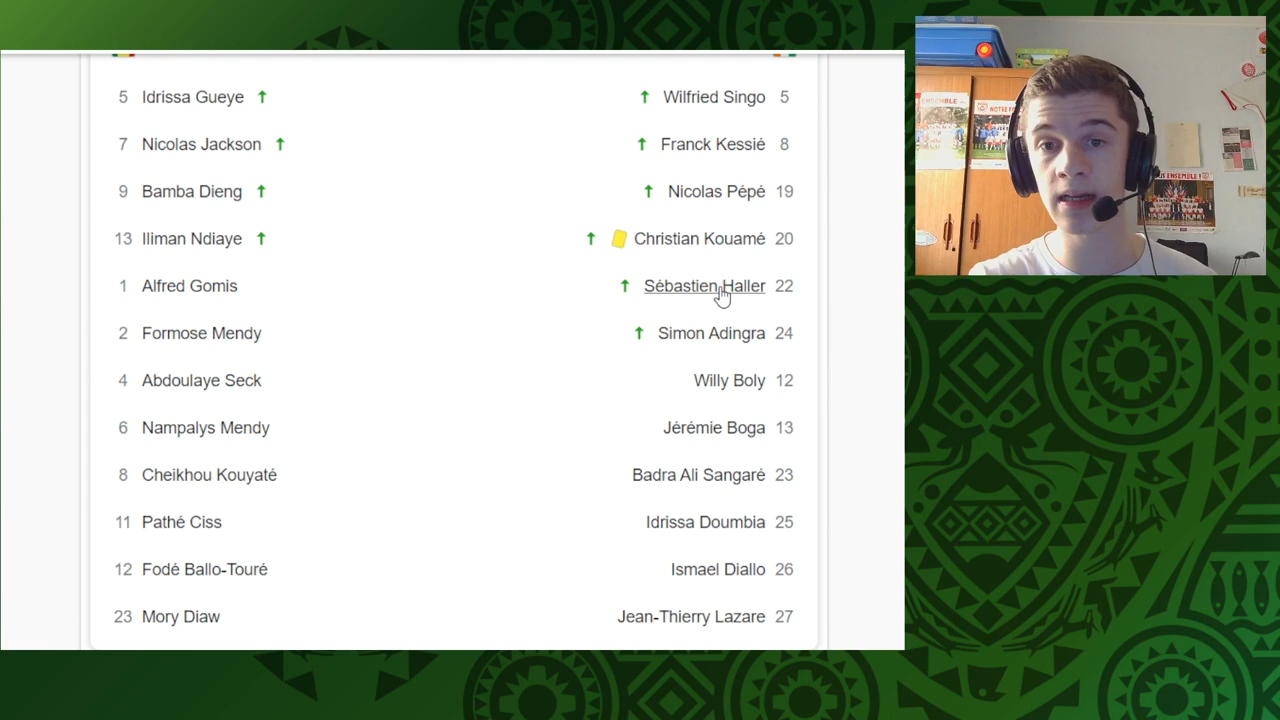 5 Idrissa Gueye Wilfried Singo 5
7 Nicolas Jackson Franck Kessié 8
9 Bamba Dieng Nicolas Pépé 19
13 Iliman Ndiaye Christian Kouamé 20
1 Alfred Gomis Sébastien Haller 22
2 Formose Mendy Simon Adingra 24
4 Abdoulaye Seck Willy Boly 12
6 Nampalys Mendy Jérémie Boga 13
8 Cheikhou Kouyaté Badra Ali Sangaré 23
11 Pathé Ciss Idrissa Doumbia 25
12 Fodé Ballo-Touré Ismael Diallo 26
23 Mory Diaw Jean-Thierry Lazare 27
ENSEMBLE